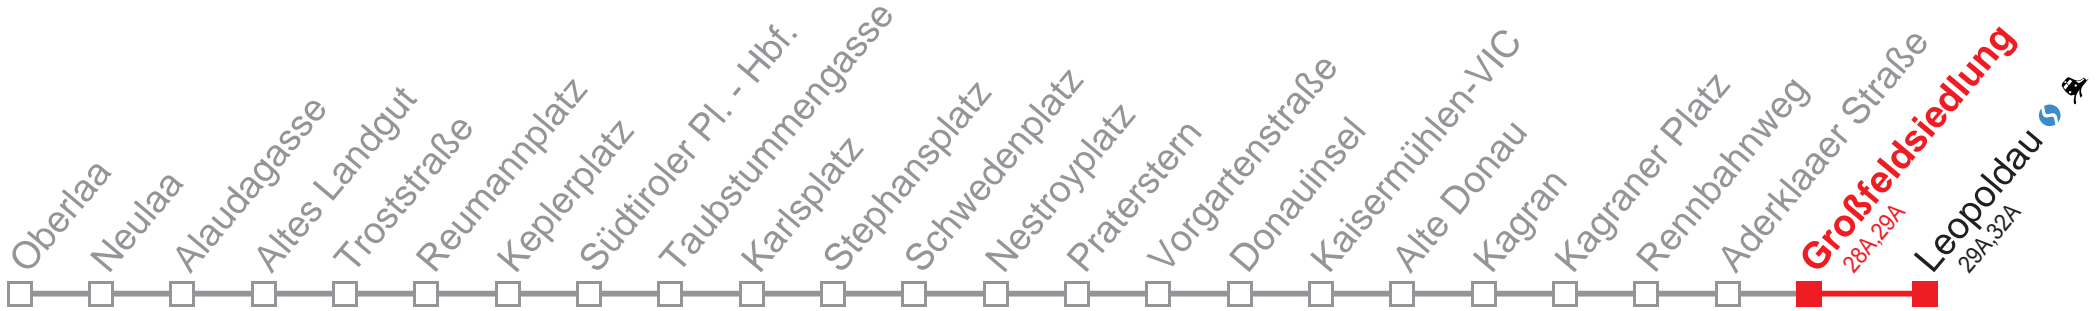 Oberlaa
Neulaa
Alaudagasse
Altes Landgut
Troststraße
Reumannplatz
Keplerplatz
Südtiroler Pl. - Hbf.
Taubstummengasse
Karlsplatz
Stephansplatz
Schwedenplatz
Nestroyplatz
Praterstern
Vorgartenstraße
Donauinsel
Kaisermühlen-VIC
Alte Donau
Kagran
Kagraner Platz
Rennbahnweg
Aderklaaer Straße
Großfeldsiedlung
28A,29A
Leopoldau
29A,32A